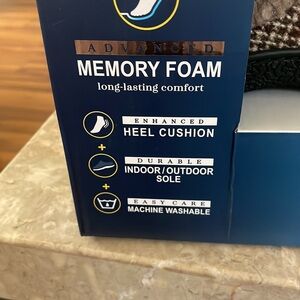 ADVANCED
MEMORY FOAM
long-lasting comfort
ENHANCED
HEEL CUSHION
+
DURABLE
INDOOR/OUTDOOR
SOLE
+
EASY CARE
MACHINE WASHABLE